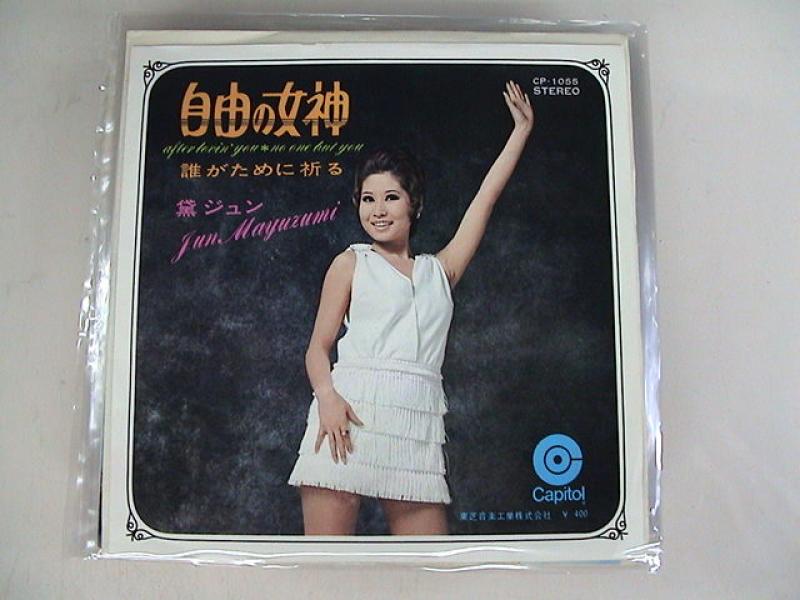 CP-1055
STEREO
自由の女神
after lovin' you * no one but you
誰がために祈る
黛ジュン
Jun Mayuzumi
Capitol
東芝音楽工業株式会社 ¥ 400